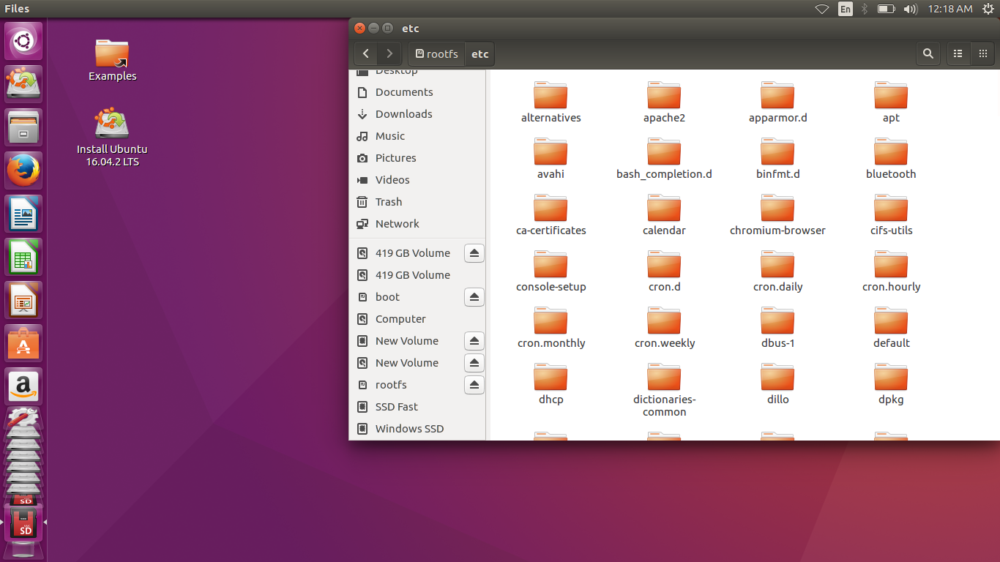 Files
En
12:18 AM
Examples
Install Ubuntu
16.04.2 LTS
etc
rootfs
etc
Desktop
Documents
Downloads
Music
Pictures
Videos
Trash
Network
419 GB Volume
419 GB Volume
boot
Computer
New Volume
New Volume
rootfs
SSD Fast
Windows SSD
alternatives
apache2
apparmor.d
apt
avahi
bash_completion.d
binfmt.d
bluetooth
ca-certificates
calendar
chromium-browser
cifs-utils
console-setup
cron.d
cron.daily
cron.hourly
cron.monthly
cron.weekly
dbus-1
default
dhcp
dictionaries-
common
dillo
dpkg
A
a
SD
SD